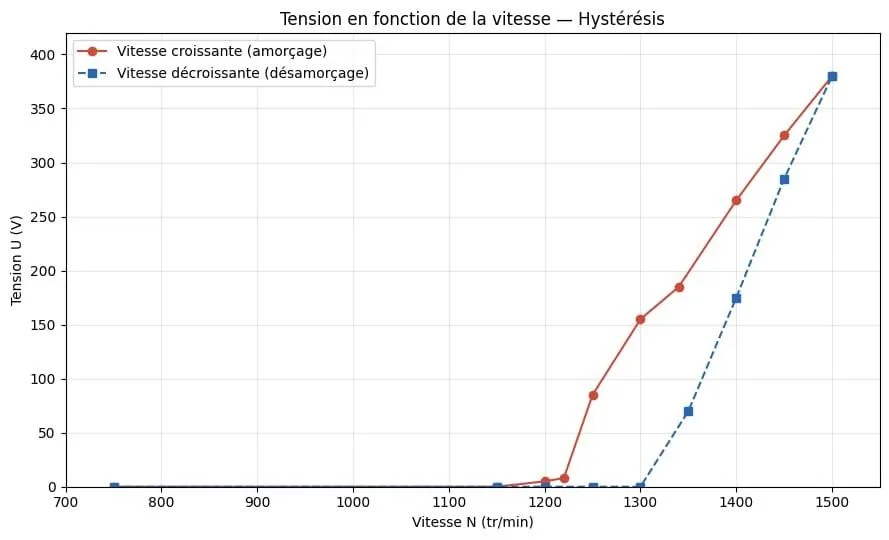 Tension en fonction de la vitesse — Hystérésis
Vitesse croissante (amorçage)
Vitesse décroissante (désamorçage)
Tension U (V)
400
350
300
250
200
150
100
50
0
700 800 900 1000 1100 1200 1300 1400 1500
Vitesse N (tr/min)